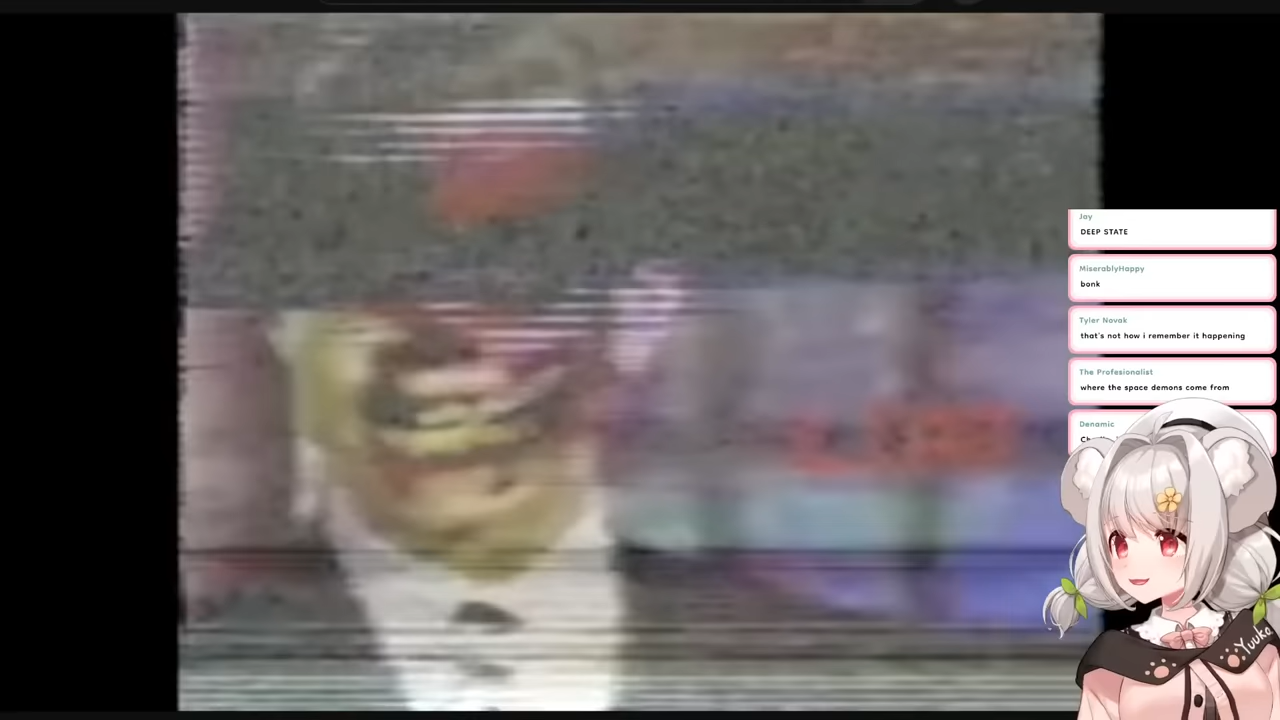 Jay
DEEP STATE
MiserablyHappy
bonk
Tyler Novak
that's not how i remember it happening
The Profesionalist
where the space demons come from
Denamic
Yuuka